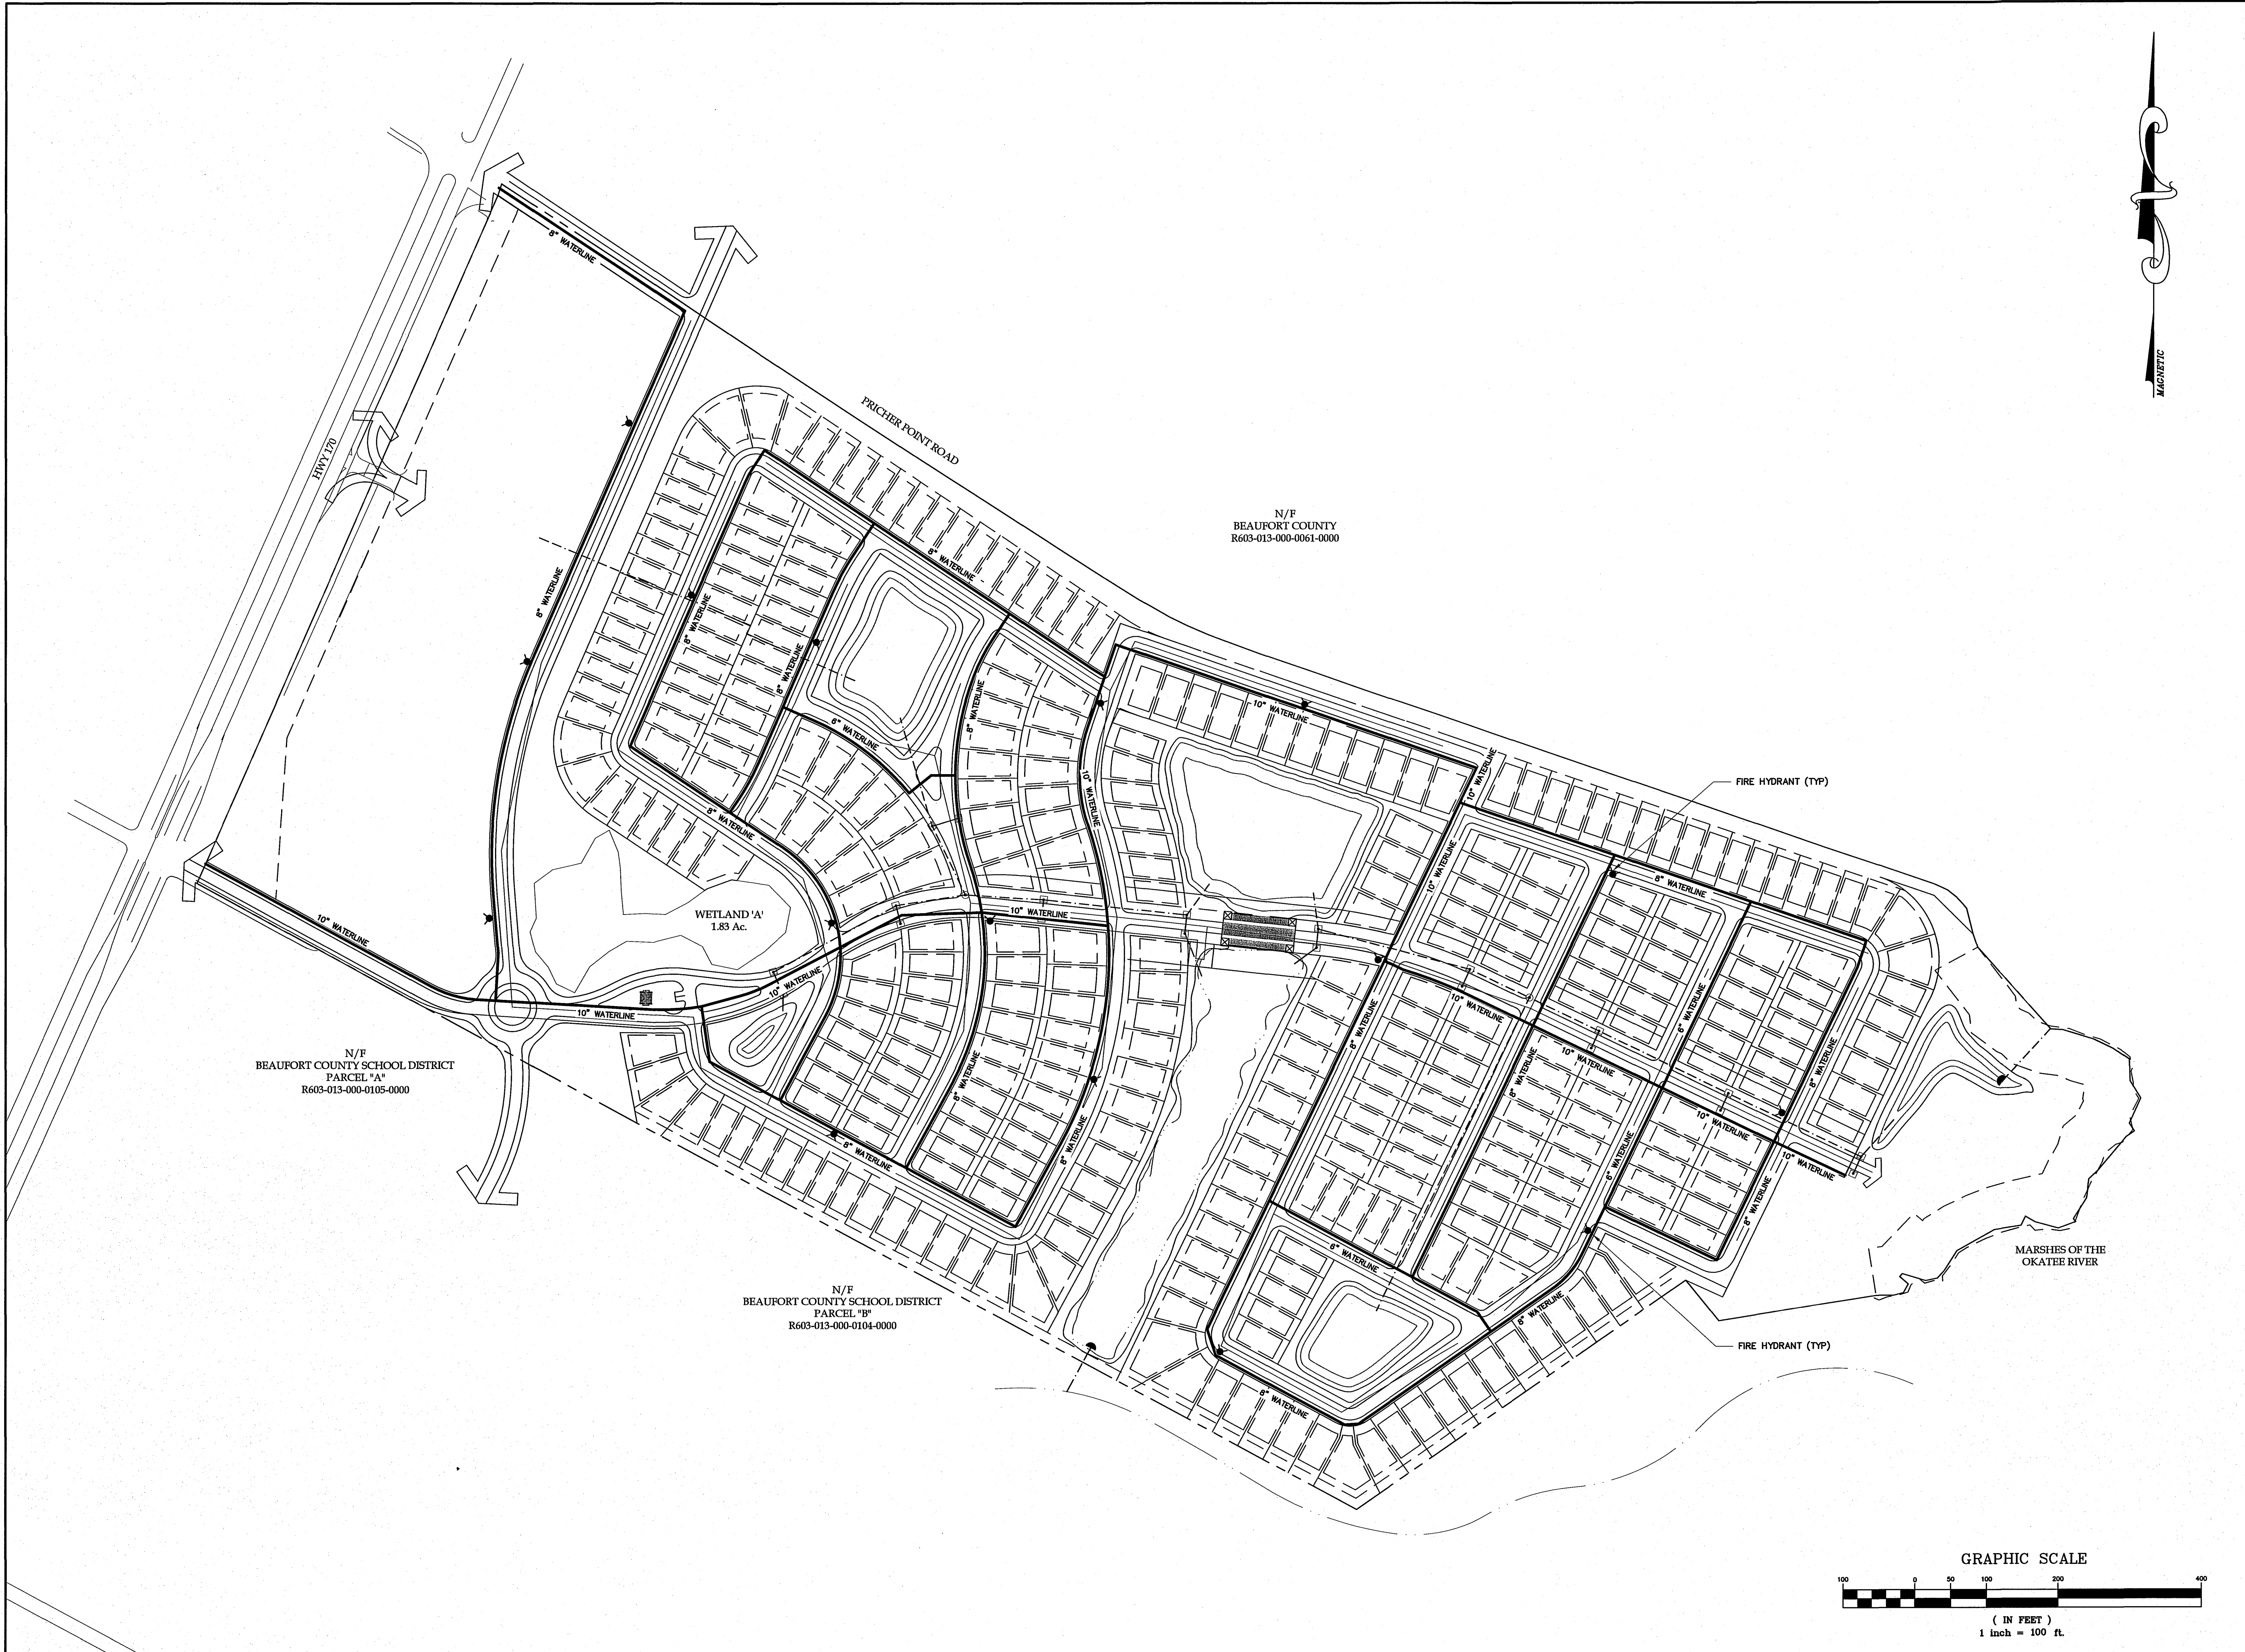 8" WATERLINE
MAGNETIC
HWY 170
PRICHER POINT ROAD
N/F
BEAUFORT COUNTY
R603-013-000-0061-0000
8" WATERLINE
8" WATERLINE
8" WATERLINE
8" WATERLINE
8" WATERLINE
8" WATERLINE
10" WATERLINE
10" WATERLINE
10" WATERLINE
FIRE HYDRANT (TYP)
8" WATERLINE
10" WATERLINE
8" WATERLINE
WETLAND 'A'
1.83 Ac.
10" WATERLINE
10" WATERLINE
10" WATERLINE
10" WATERLINE
10" WATERLINE
8" WATERLINE
6" WATERLINE
10" WATERLINE
8" WATERLINE
8" WATERLINE
8" WATERLINE
N/F
BEAUFORT COUNTY SCHOOL DISTRICT
PARCEL "A"
R603-013-000-0105-0000
10" WATERLINE
8" WATERLINE
8" WATERLINE
6" WATERLINE
10" WATERLINE
8" WATERLINE
8" WATERLINE
MARSHES OF THE
OKATEE RIVER
N/F
BEAUFORT COUNTY SCHOOL DISTRICT
PARCEL "B"
R603-013-000-0104-0000
8" WATERLINE
FIRE HYDRANT (TYP)
8" WATERLINE
GRAPHIC SCALE
100 0 50 100 200 400
( IN FEET )
1 inch = 100 ft.